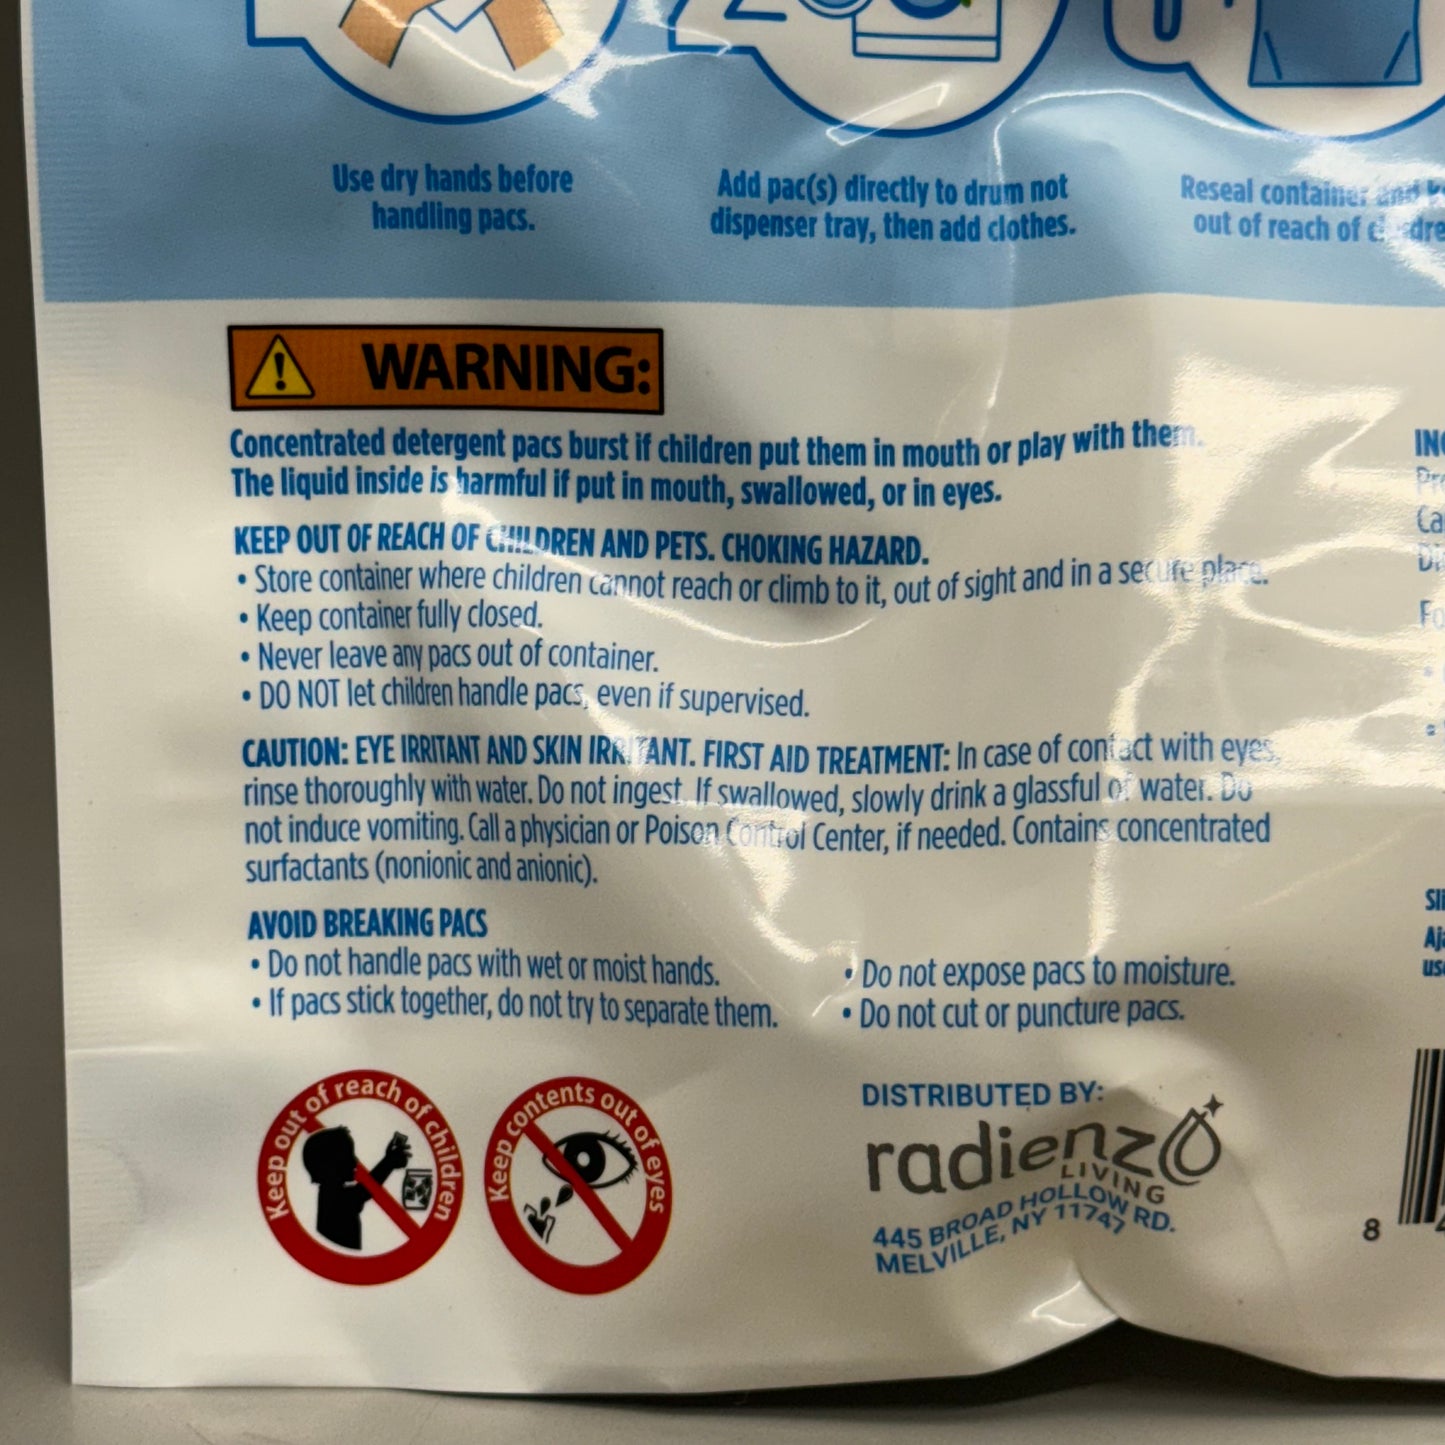 Use dry hands before
handling pacs.
Add pac(s) directly to drum not
dispenser tray, then add clothes.
Reseal container and
out of reach of
WARNING:
Concentrated detergent pacs burst if children put them in mouth or play with them.
The liquid inside is harmful if put in mouth, swallowed, or in eyes.
KEEP OUT OF REACH OF CHILDREN AND PETS. CHOKING HAZARD.
• Store container where children cannot reach or climb to it, out of sight and in a secure place.
• Keep container fully closed.
• Never leave any pacs out of container.
• DO NOT let children handle pacs, even if supervised.
CAUTION: EYE IRRITANT AND SKIN IRRITANT. FIRST AID TREATMENT: In case of contact with eyes,
rinse thoroughly with water. Do not ingest. If swallowed, slowly drink a glassful of water. Do
not induce vomiting. Call a physician or Poison Control Center, if needed. Contains concentrated
surfactants (nonionic and anionic).
AVOID BREAKING PACS
• Do not handle pacs with wet or moist hands.
• If pacs stick together, do not try to separate them.
• Do not expose pacs to moisture.
• Do not cut or puncture pacs.
Keep out of reach of children
Keep contents out of eyes
DISTRIBUTED BY:
radienz
LIVING
445 BROAD HOLLOW RD.
MELVILLE, NY 11747
8